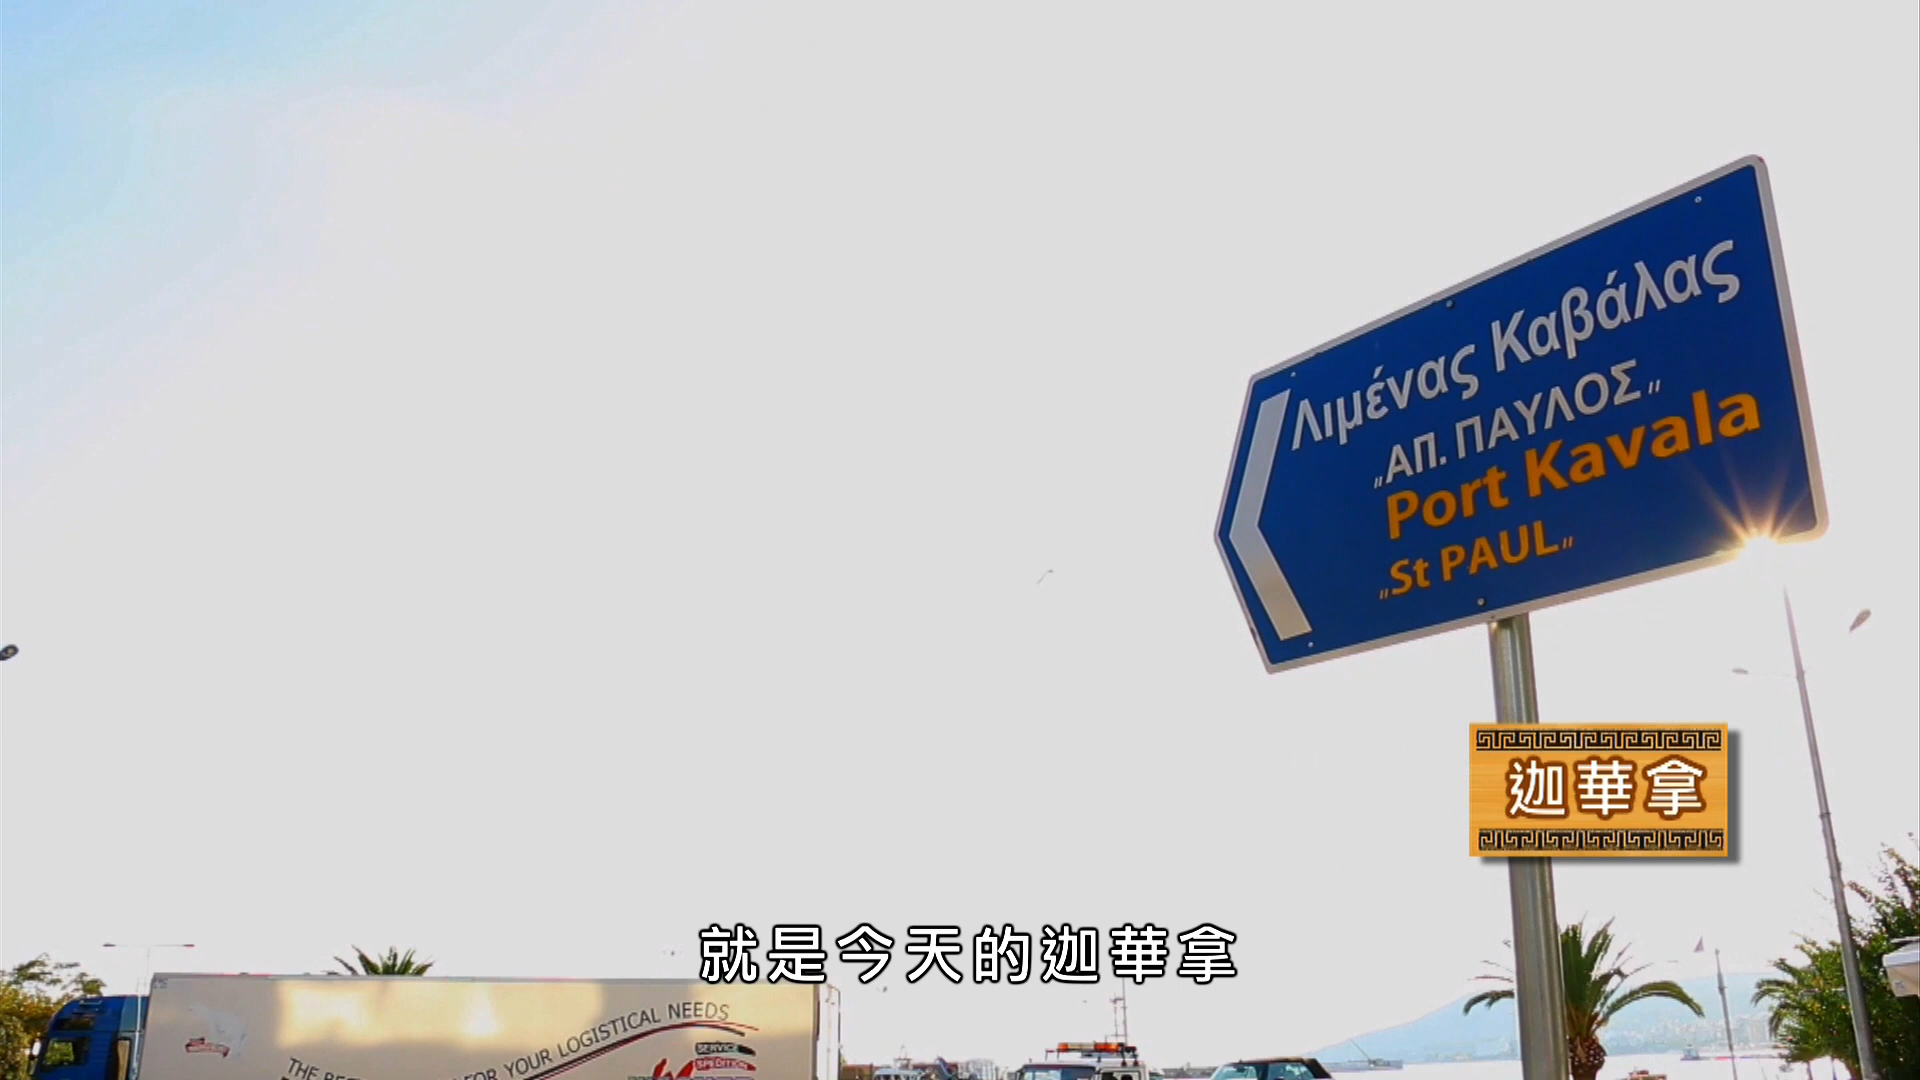 Λιμένας Καβάλας
„ΑΠ. ΠΑΥΛΟΣ„
Port Kavala
„St PAUL„
迦華拿
就是今天的迦華拿
FOR YOUR LOGISTICAL NEEDS
SERVICE
SPEDITION